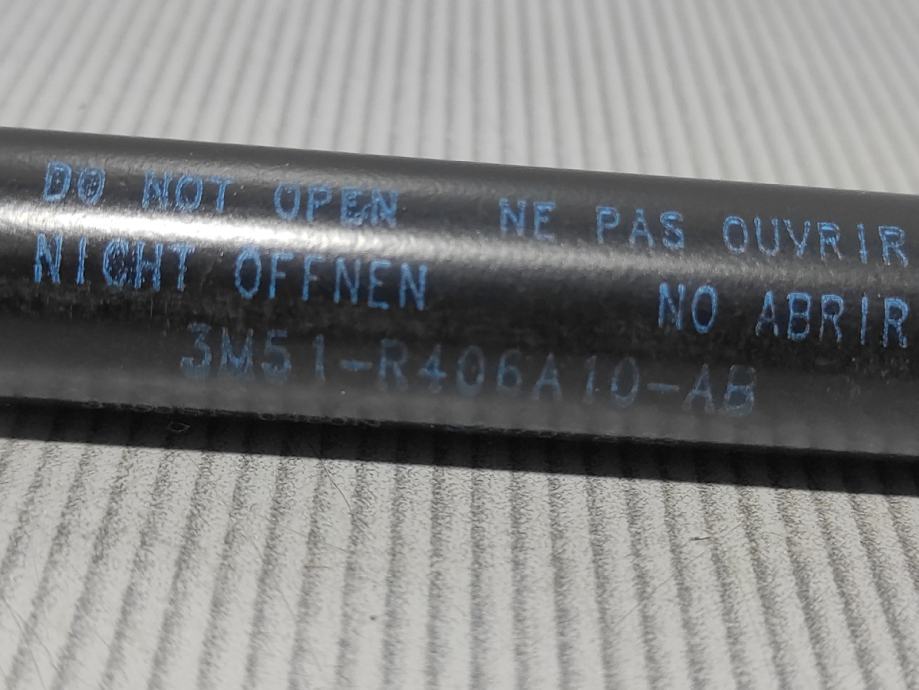 DO NOT OPEN NE PAS OUVRIR
NICHT OFFNEN NO ABRIR
3M51-R406A10-AB